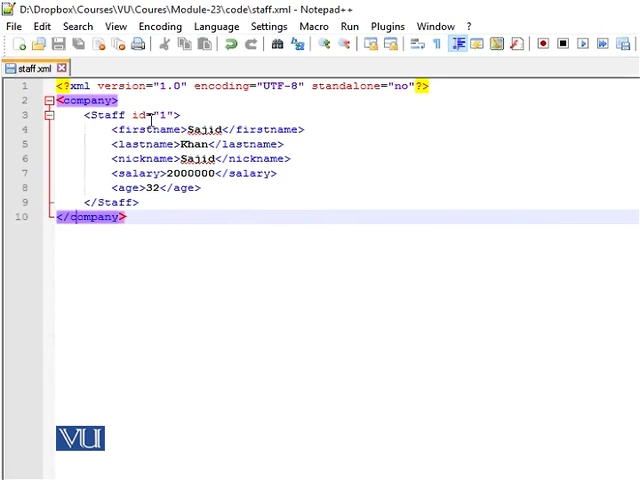 D:\Dropbox\Courses\VU\Coures\Module-23\code\staff.xml - Notepad++
File Edit Search View Encoding Language Settings Macro Run Plugins Window ?
staff.xml
1 <?xml version="1.0" encoding="UTF-8" standalone="no"?>
2 <company>
3 <Staff id="1">
4 <firstname>Sajid</firstname>
5 <lastname>Khan</lastname>
6 <nickname>Sajid</nickname>
7 <salary>2000000</salary>
8 <age>32</age>
9 </Staff>
10 </company>
VU